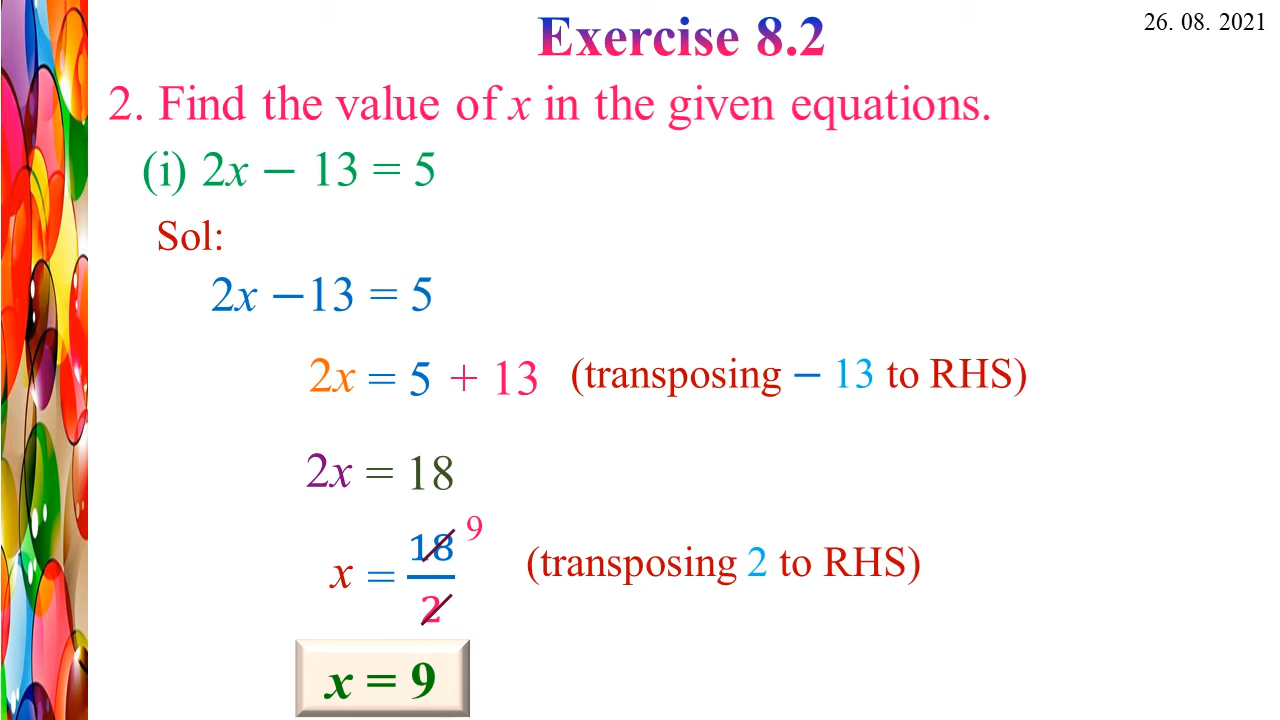 Exercise 8.2
26. 08. 2021
2. Find the value of x in the given equations.
(i) 2x − 13 = 5
Sol:
2x −13 = 5
2x = 5 + 13 (transposing − 13 to RHS)
2x = 18
x = 18/2 9 (transposing 2 to RHS)
x = 9